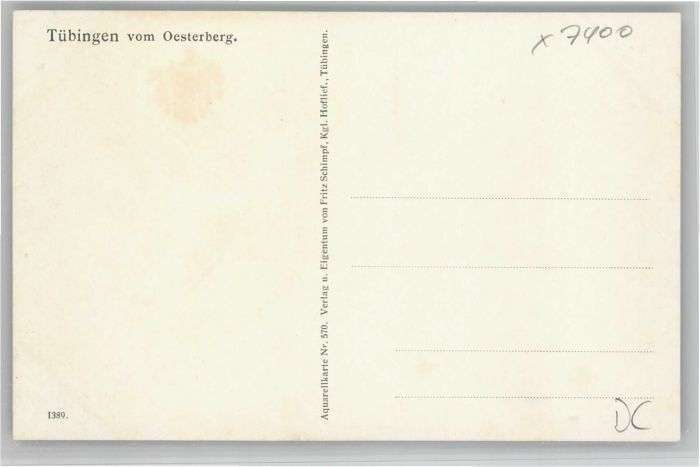 Tübingen vom Oesterberg.
x 7400
Aquarellkarte Nr. 570. Verlag u. Eigentum von Fritz Schimpf, Kgl. Hoflief., Tübingen.
1389.
DC